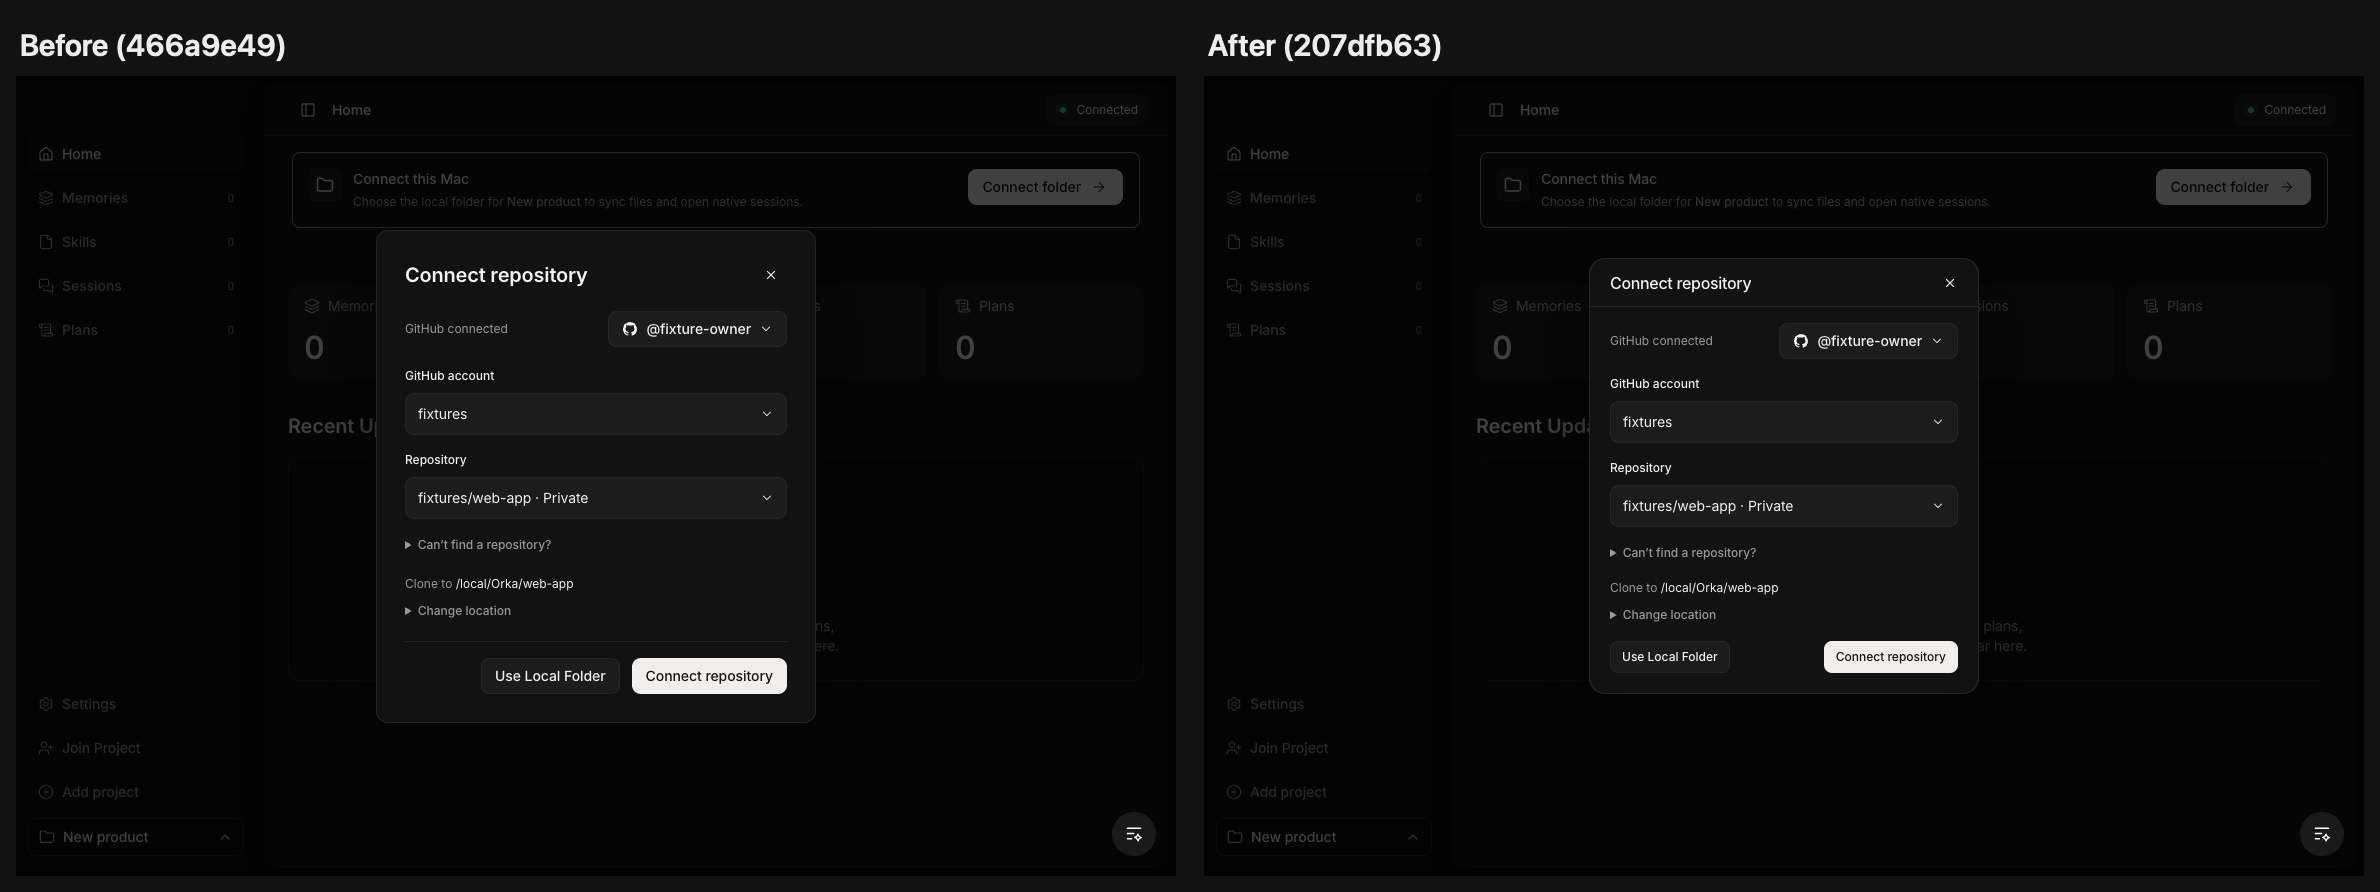 Before (466a9e49)
Home
Connected
Home
Memories 0
Skills 0
Sessions 0
Plans 0
Connect this Mac
Choose the local folder for New product to sync files and open native sessions.
Connect folder
Connect repository
GitHub connected
@fixture-owner
GitHub account
fixtures
Repository
fixtures/web-app · Private
Can't find a repository?
Clone to /local/Orka/web-app
Change location
Use Local Folder
Connect repository
Memori
0
s
Plans
0
Recent Up
ns,
ere.
Settings
Join Project
Add project
New product
After (207dfb63)
Home
Connected
Home
Memories 0
Skills 0
Sessions 0
Plans 0
Connect this Mac
Choose the local folder for New product to sync files and open native sessions.
Connect folder
Connect repository
GitHub connected
@fixture-owner
GitHub account
fixtures
Repository
fixtures/web-app · Private
Can't find a repository?
Clone to /local/Orka/web-app
Change location
Use Local Folder
Connect repository
Memories
0
sions
Plans
0
Recent Upda
plans,
ar here.
Settings
Join Project
Add project
New product